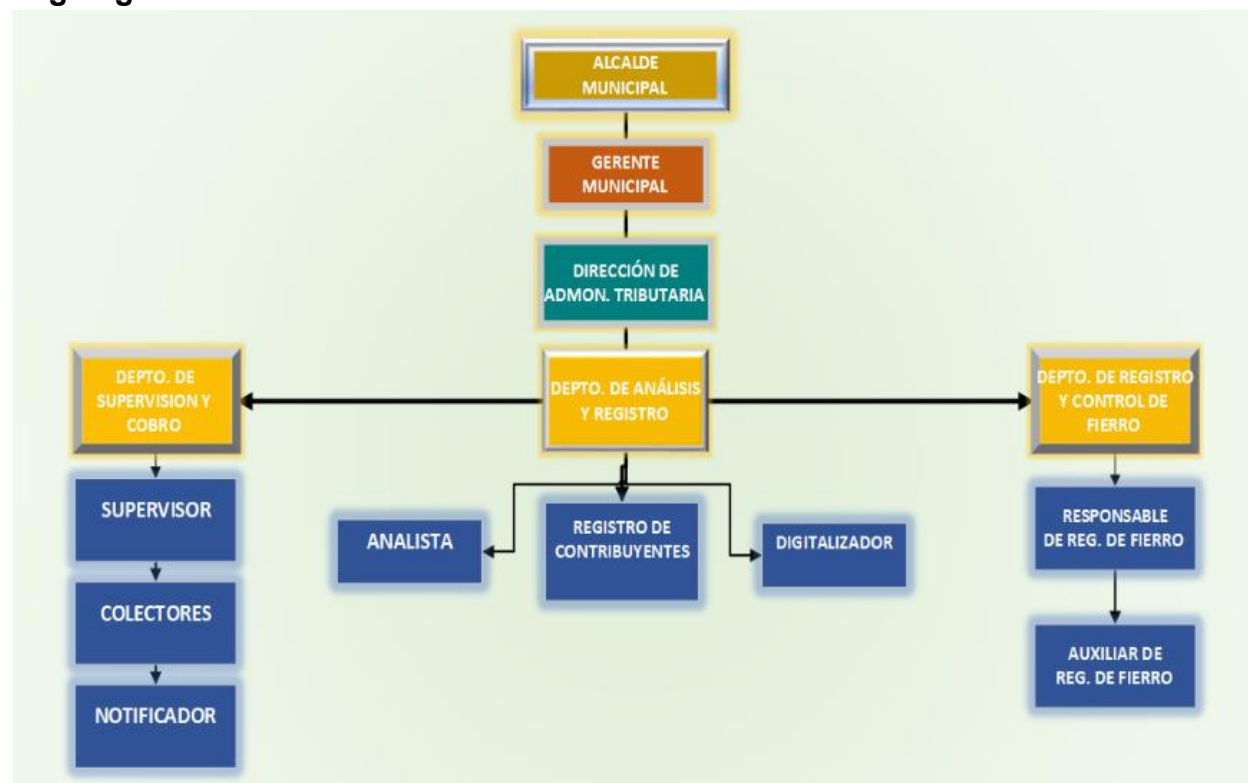 ALCALDE
MUNICIPAL
GERENTE
MUNICIPAL
DIRECCIÓN DE
ADMON. TRIBUTARIA
DEPTO. DE
SUPERVISION Y
COBRO
DEPTO. DE ANÁLISIS
Y REGISTRO
DEPTO. DE REGISTRO
Y CONTROL DE
FIERRO
SUPERVISOR
COLECTORES
NOTIFICADOR
ANALISTA
REGISTRO DE
CONTRIBUYENTES
DIGITALIZADOR
RESPONSABLE
DE REG. DE FIERRO
AUXILIAR DE
REG. DE FIERRO